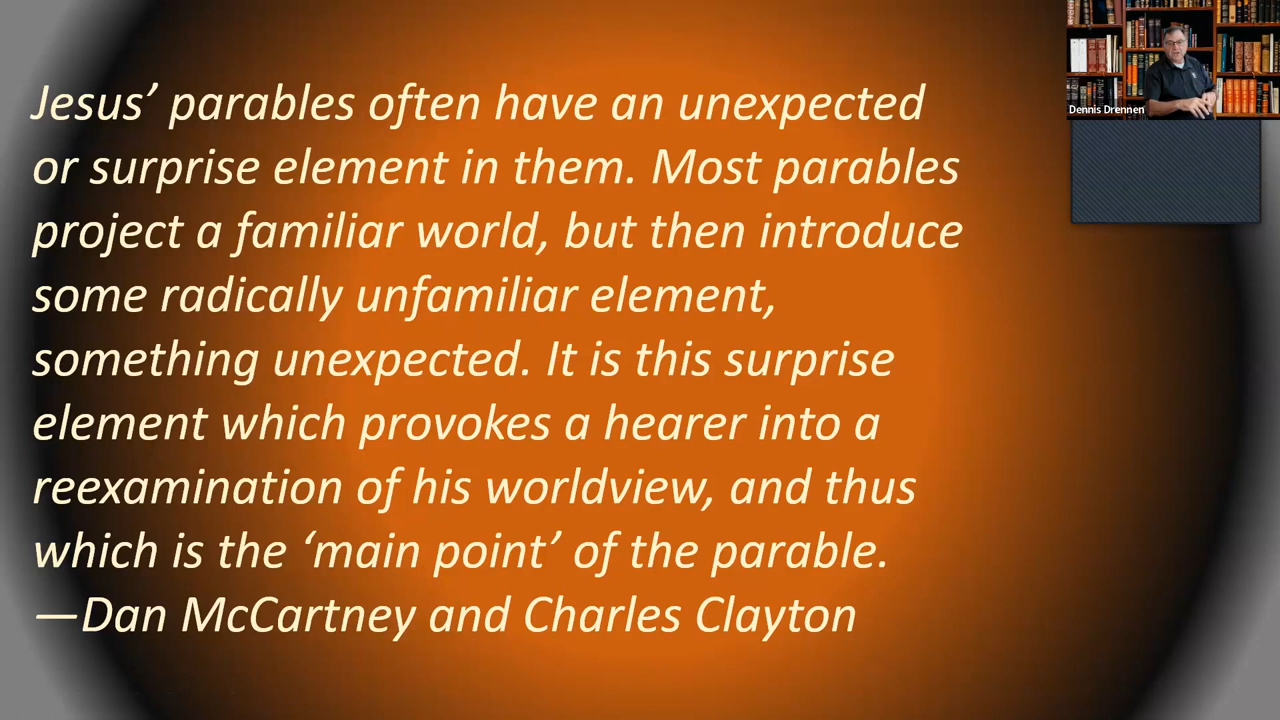 Jesus’ parables often have an unexpected
or surprise element in them. Most parables
project a familiar world, but then introduce
some radically unfamiliar element,
something unexpected. It is this surprise
element which provokes a hearer into a
reexamination of his worldview, and thus
which is the ‘main point’ of the parable.
—Dan McCartney and Charles Clayton
Dennis Drennen